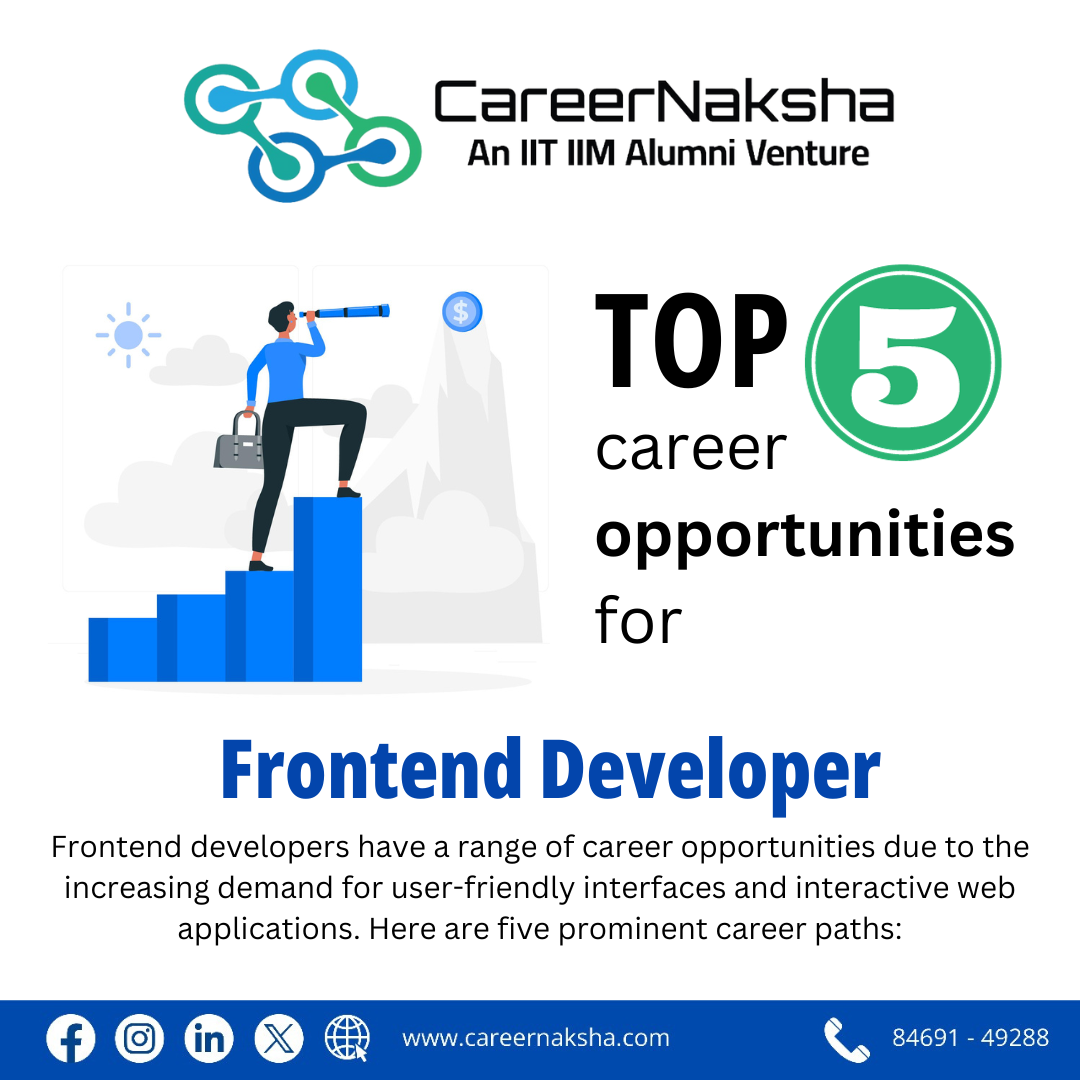 CareerNaksha
An IIT IIM Alumni Venture
$
TOP 5
career
opportunities
for
Frontend Developer
Frontend developers have a range of career opportunities due to the
increasing demand for user-friendly interfaces and interactive web
applications. Here are five prominent career paths:
www.careernaksha.com
84691 - 49288